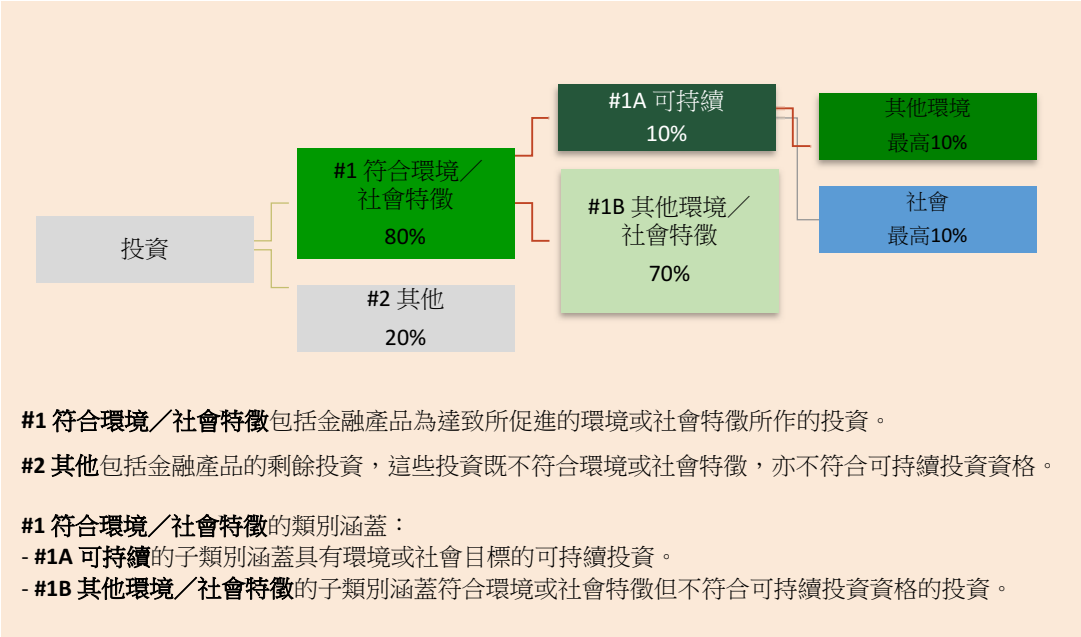 投資
#1 符合環境／
社會特徵
80%
#2 其他
20%
#1A 可持續
10%
#1B 其他環境／
社會特徵
70%
其他環境
最高10%
社會
最高10%
#1 符合環境／社會特徵包括金融產品為達致所促進的環境或社會特徵所作的投資。
#2 其他包括金融產品的剩餘投資，這些投資既不符合環境或社會特徵，亦不符合可持續投資資格。
#1 符合環境／社會特徵的類別涵蓋：
- #1A 可持續的子類別涵蓋具有環境或社會目標的可持續投資。
- #1B 其他環境／社會特徵的子類別涵蓋符合環境或社會特徵但不符合可持續投資資格的投資。